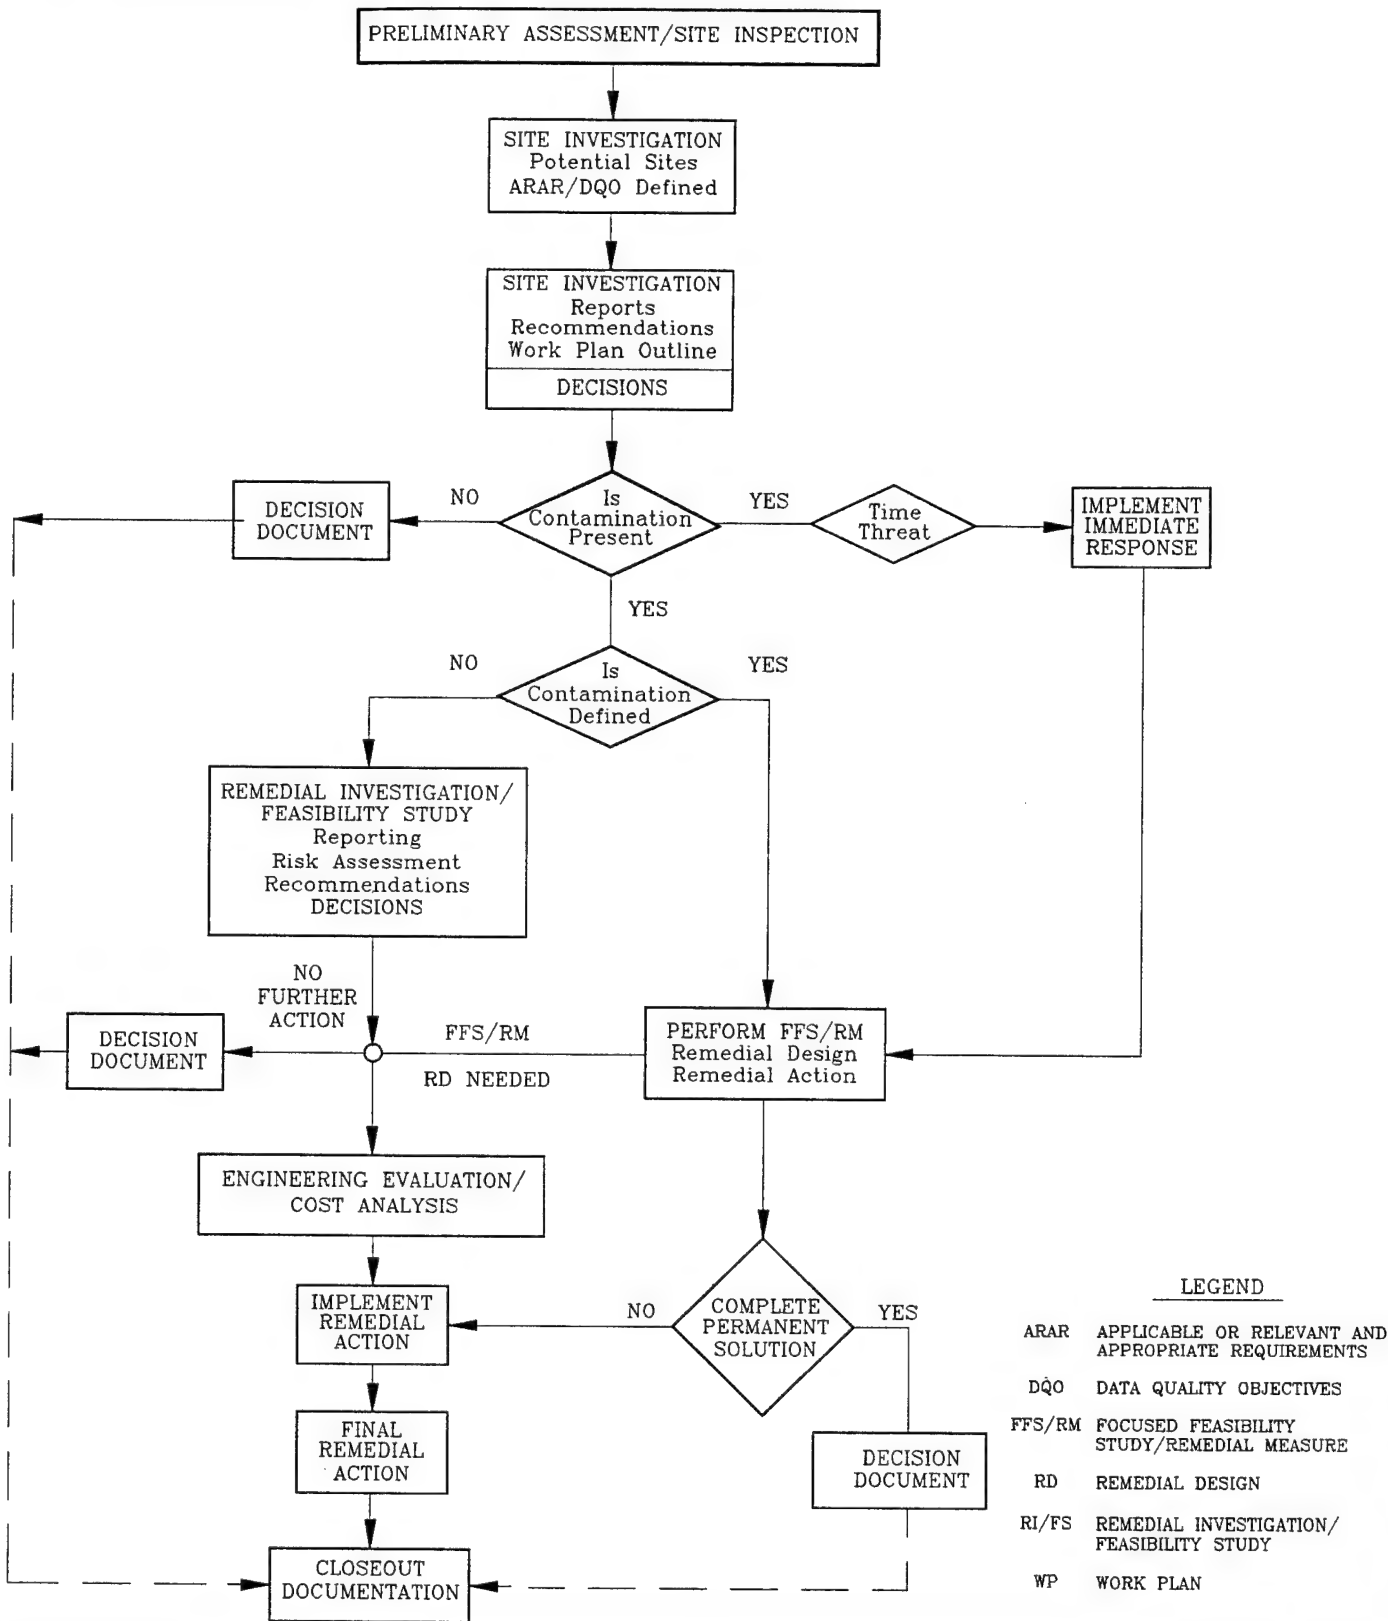 PRELIMINARY ASSESSMENT/SITE INSPECTION
SITE INVESTIGATION
Potential Sites
ARAR/DQO Defined
SITE INVESTIGATION
Reports
Recommendations
Work Plan Outline
DECISIONS
DECISION
DOCUMENT
NO
Is
Contamination
Present
YES
Time
Threat
IMPLEMENT
IMMEDIATE
RESPONSE
YES
NO
Is
Contamination
Defined
YES
REMEDIAL INVESTIGATION/
FEASIBILITY STUDY
Reporting
Risk Assessment
Recommendations
DECISIONS
NO
FURTHER
ACTION
DECISION
DOCUMENT
FFS/RM
RD NEEDED
PERFORM FFS/RM
Remedial Design
Remedial Action
ENGINEERING EVALUATION/
COST ANALYSIS
IMPLEMENT
REMEDIAL
ACTION
NO
COMPLETE
PERMANENT
SOLUTION
YES
FINAL
REMEDIAL
ACTION
DECISION
DOCUMENT
CLOSEOUT
DOCUMENTATION
LEGEND
ARAR APPLICABLE OR RELEVANT AND
APPROPRIATE REQUIREMENTS
DQO DATA QUALITY OBJECTIVES
FFS/RM FOCUSED FEASIBILITY
STUDY/REMEDIAL MEASURE
RD REMEDIAL DESIGN
RI/FS REMEDIAL INVESTIGATION/
FEASIBILITY STUDY
WP WORK PLAN